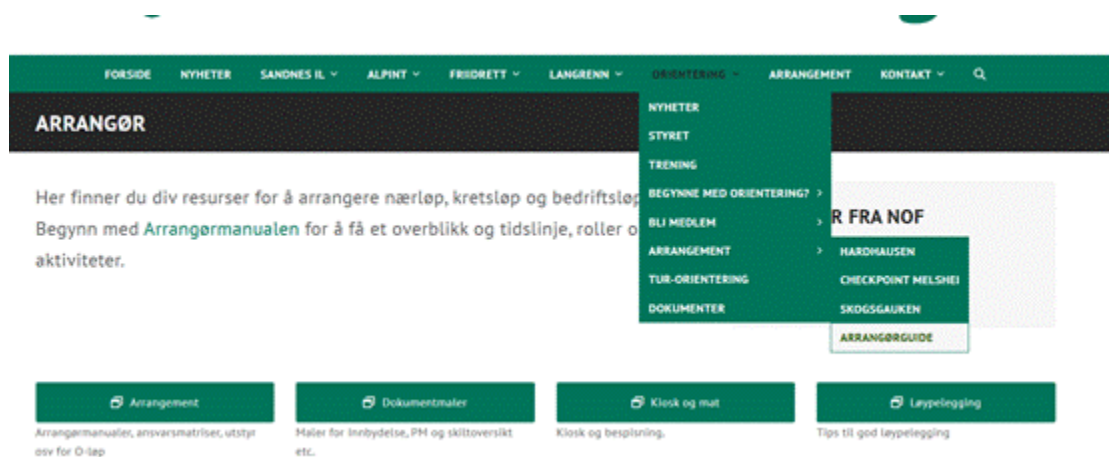 FORSIDE NYHETER SANDNES IL ALPINT FRIIDRETT LANGRENN ORIENTERING ARRANGEMENT KONTAKT
ARRANGØR
NYHETER
STYRET
TRENING
BEGYNNE MED ORIENTERING?
BLI MEDLEM
ARRANGEMENT
TUR-ORIENTERING
DOKUMENTER
HARDHAUSEN
CHECKPOINT MELSHEI
SKOGSGAUKEN
ARRANGØRGUIDE
Her finner du div resurser for å arrangere nærløp, kretsløp og bedriftsløp
Begynn med Arrangørmanualen for å få et overblikk og tidslinje, roller o
aktiviteter.
R FRA NOF
Arrangement
Arrangørmanualer, ansvarsmatriser, utstyr
osv for O-løp
Dokumentmaler
Maler for Innbydelse, PM og skiltoversikt
etc.
Kiosk og mat
Kiosk og bespisning.
Løypelegging
Tips til god løypelegging